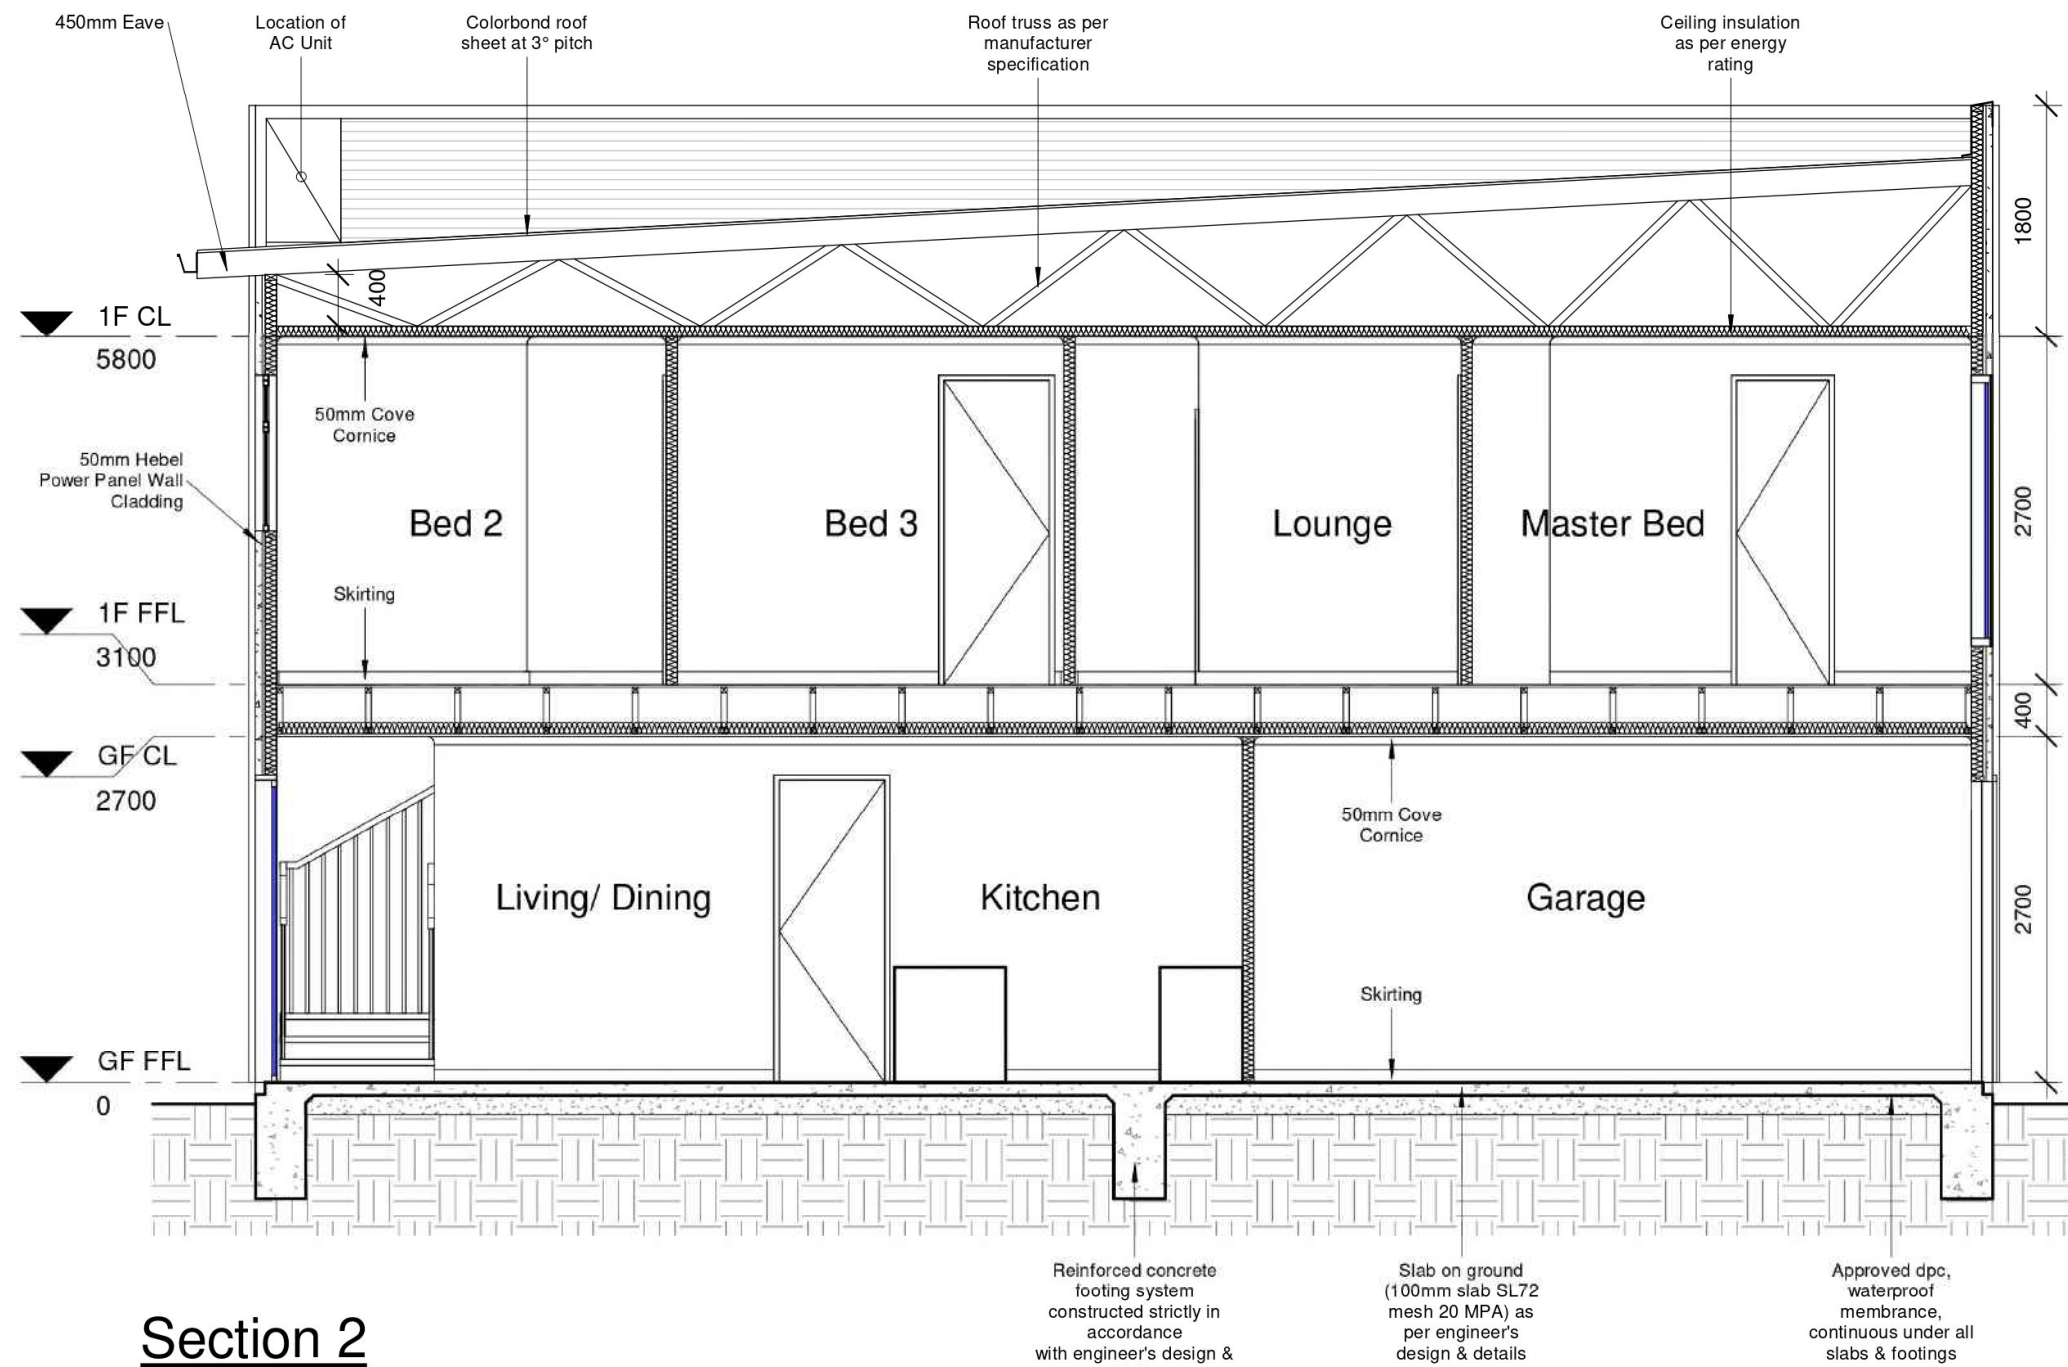 450mm Eave
Location of
AC Unit
Colorbond roof
sheet at 3° pitch
Roof truss as per
manufacturer
specification
Ceiling insulation
as per energy
rating
1800
400
1F CL
5800
50mm Cove
Cornice
50mm Hebel
Power Panel Wall
Cladding
Bed 2
Bed 3
Lounge
Master Bed
2700
Skirting
1F FFL
3100
400
GF CL
2700
50mm Cove
Cornice
Living/ Dining
Kitchen
Garage
2700
Skirting
GF FFL
0
Reinforced concrete
footing system
constructed strictly in
accordance
with engineer's design &
Slab on ground
(100mm slab SL72
mesh 20 MPA) as
per engineer's
design & details
Approved dpc,
waterproof
membrance,
continuous under all
slabs & footings
Section 2